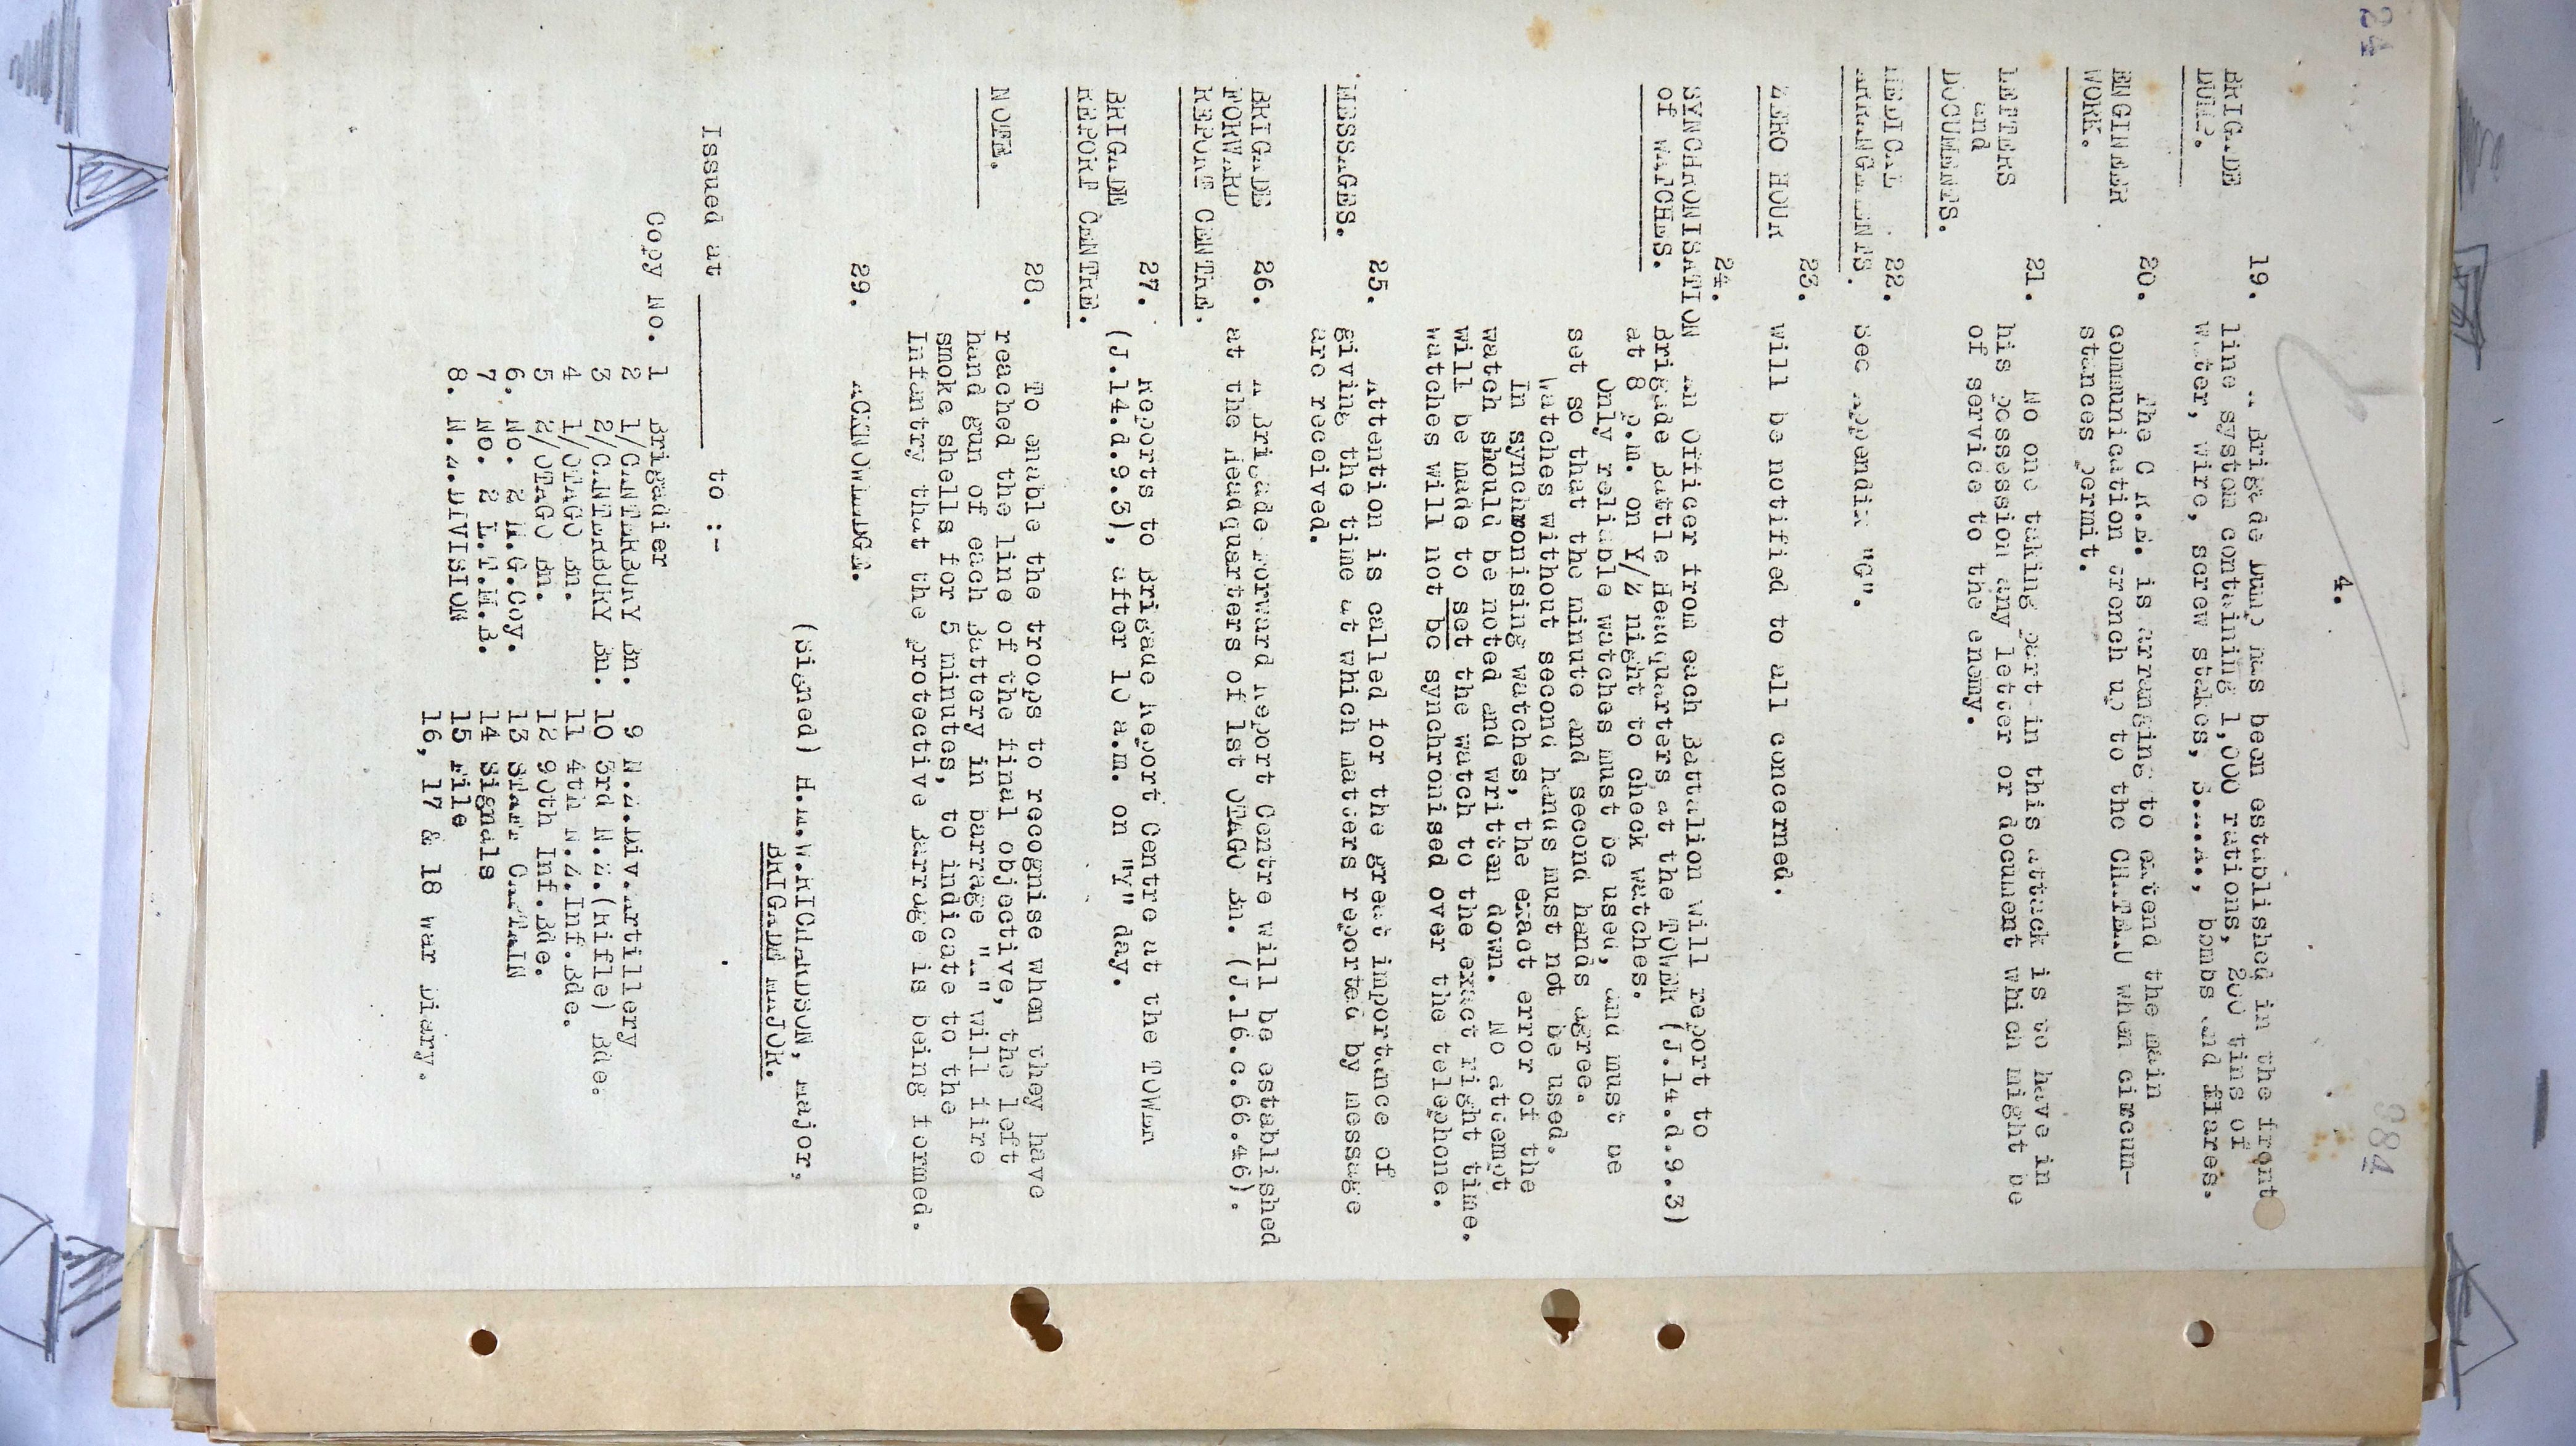 24
984
4.
BRIGADE DUMP.
19. A Brigade Dump has been established in the front
line system containing 1,000 rations, 200 tins of
water, wire, screw stakes, S.A.A., bombs and flares.
ENGINEER WORK.
20. The C.R.E. is arranging to extend the main
communication trench up to the CHATEAU when circum-
stances permit.
LETTERS and DOCUMENTS.
21. No one taking part in this attack is to have in
his possession any letter or document which might be
of service to the enemy.
MEDICAL ARRANGEMENTS.
22. See Appendix "G".
ZERO HOUR
23. will be notified to all concerned.
SYNCHRONISATION of WATCHES.
24. An Officer from each Battalion will report to
Brigade Battle Headquarters at the TOWER (J.14.d.9.3)
at 8 p.m. on Y/Z night to check watches.
Only reliable watches must be used, and must be
set so that the minute and second hands agree.
Watches without second hands must not be used.
In synchronising watches, the exact error of the
watch should be noted and written down. No attempt
will be made to set the watch to the exact right time.
Watches will not be synchronised over the telephone.
MESSAGES.
25. Attention is called for the great importance of
giving the time at which matters reported by message
are received.
BRIGADE FORWARD REPORT CENTRE.
26. A Brigade Forward Report Centre will be established
at the Headquarters of 1st OTAGO Bn. (J.16.c.66.46).
BRIGADE REPORT CENTRE.
27. Reports to Brigade Report Centre at the TOWER
(J.14.d.9.3), after 10 a.m. on "Y" day.
NOTE.
28. To enable the troops to recognise when they have
reached the line of the final objective, the left
hand gun of each Battery in barrage "A" will fire
smoke shells for 5 minutes, to indicate to the
Infantry that the protective Barrage is being formed.
29. ACKNOWLEDGE.
(Signed) H.M.W.RICHARDSON, Major,
BRIGADE MAJOR.
Issued at to :-
Copy No. 1 Brigadier
2 1/CANTERBURY Bn.
3 2/CANTERBURY Bn.
4 1/OTAGO Bn.
5 2/OTAGO Bn.
6. No. 2 M.G.Coy.
7 No. 2 L.T.M.B.
8. N.Z.DIVISION
9 N.Z.Div.Artillery
10 3rd N.Z.(Rifle) Bde.
11 4th N.Z.Inf.Bde.
12 90th Inf.Bde.
13 STAFF CAPTAIN
14 Signals
15 File
16, 17 & 18 War Diary.